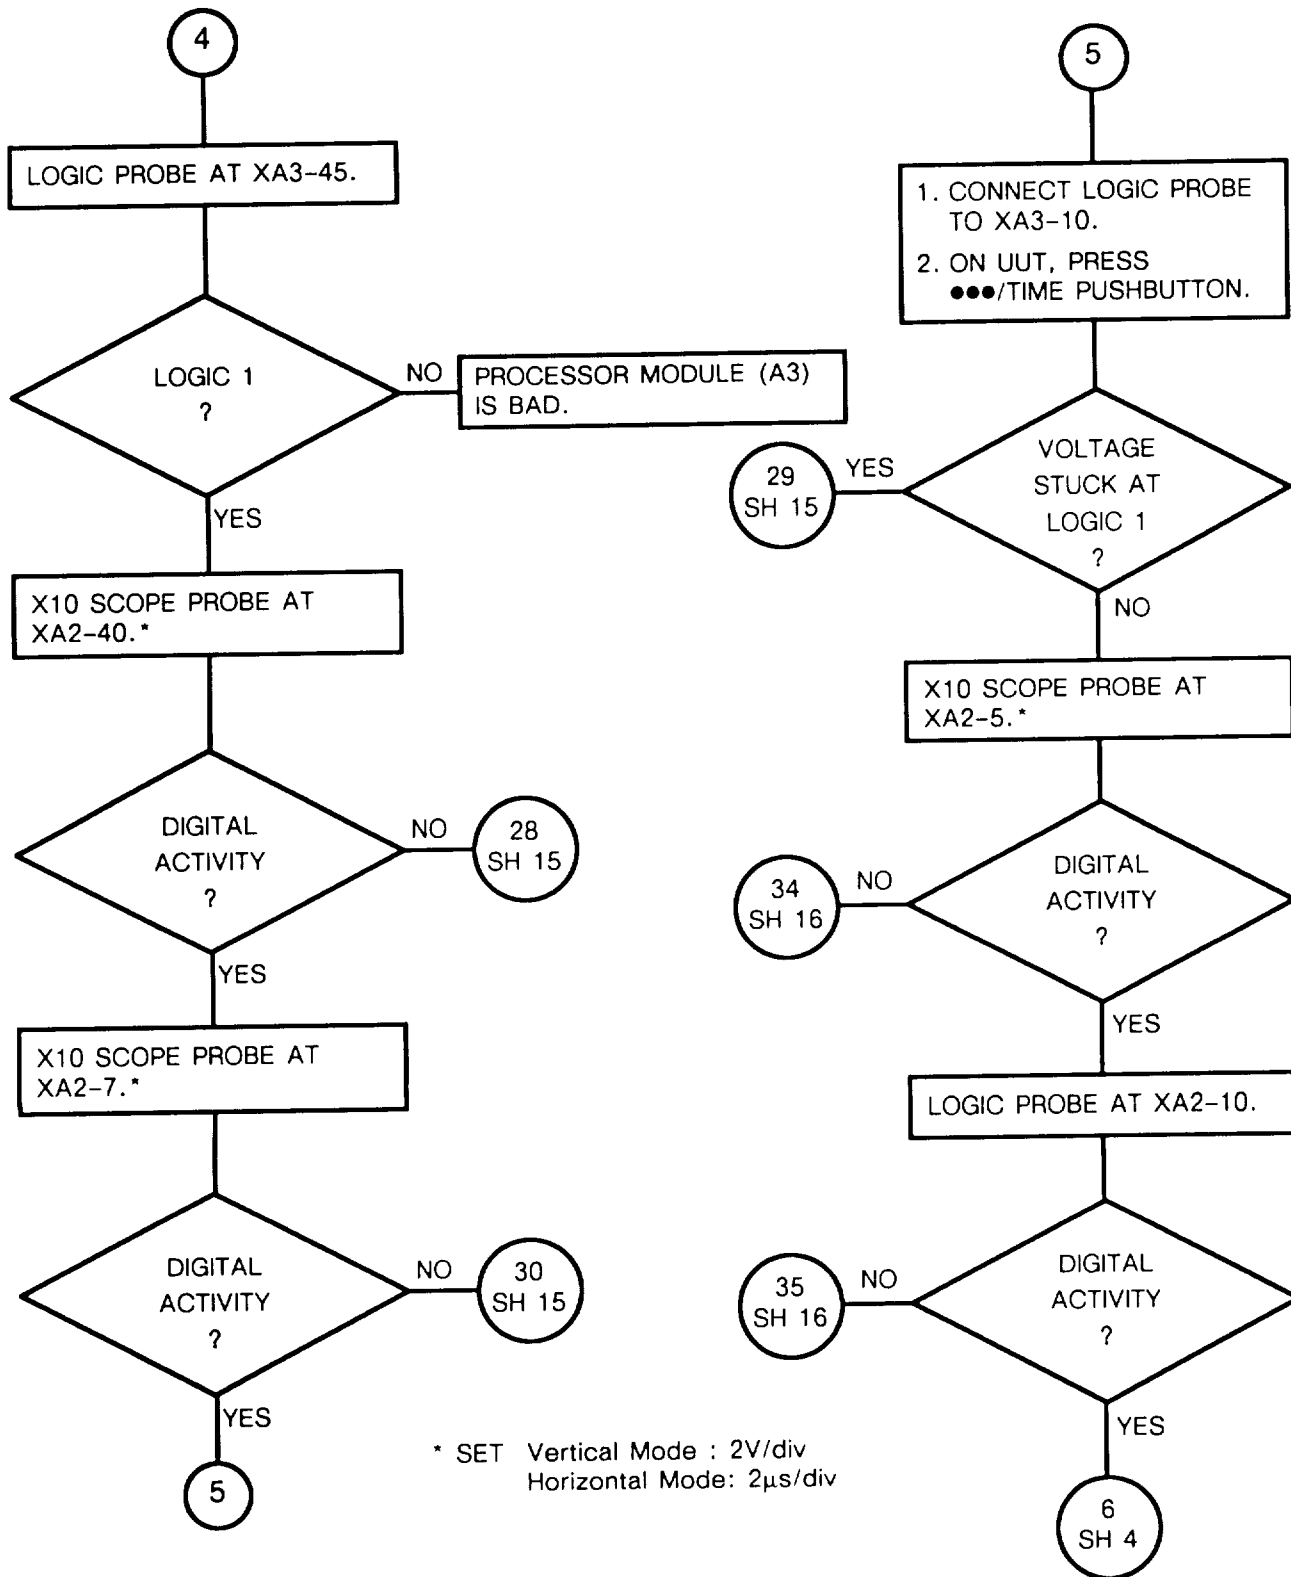 4
LOGIC PROBE AT XA3-45.
LOGIC 1
?
NO
PROCESSOR MODULE (A3)
IS BAD.
YES
X10 SCOPE PROBE AT
XA2-40.*
DIGITAL
ACTIVITY
?
NO
28
SH 15
YES
X10 SCOPE PROBE AT
XA2-7.*
DIGITAL
ACTIVITY
?
NO
30
SH 15
YES
5
5
1. CONNECT LOGIC PROBE
TO XA3-10.
2. ON UUT, PRESS
●●●/TIME PUSHBUTTON.
VOLTAGE
STUCK AT
LOGIC 1
?
YES
29
SH 15
NO
X10 SCOPE PROBE AT
XA2-5.*
DIGITAL
ACTIVITY
?
NO
34
SH 16
YES
LOGIC PROBE AT XA2-10.
DIGITAL
ACTIVITY
?
NO
35
SH 16
YES
6
SH 4
* SET Vertical Mode : 2V/div
Horizontal Mode: 2µs/div